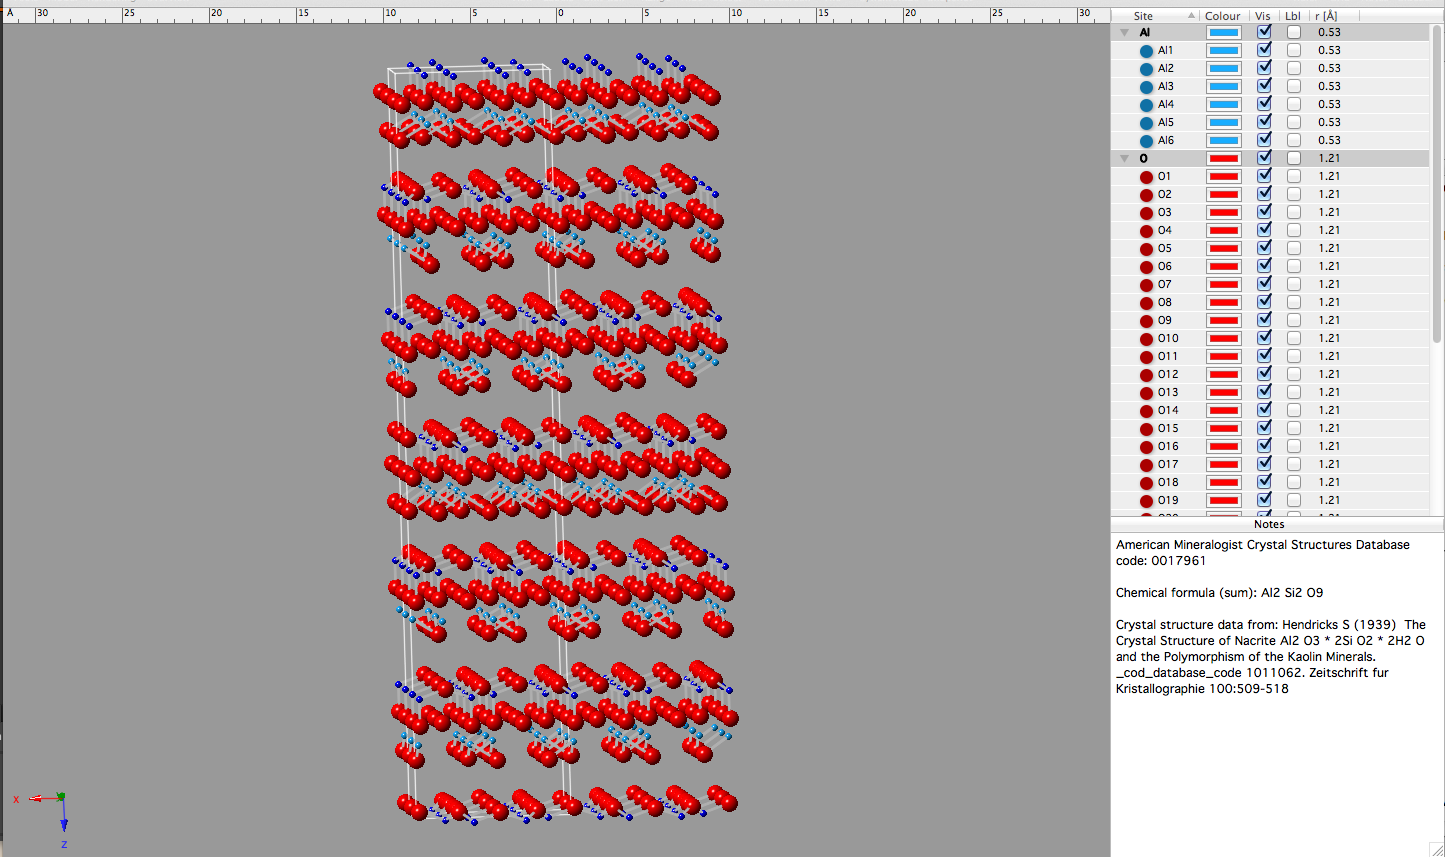 Å 30 25 20 15 10 5 0 5 10 15 20 25 30
Site Colour Vis Lbl r [Å]
Al 0.53
Al1 0.53
Al2 0.53
Al3 0.53
Al4 0.53
Al5 0.53
Al6 0.53
O 1.21
O1 1.21
O2 1.21
O3 1.21
O4 1.21
O5 1.21
O6 1.21
O7 1.21
O8 1.21
O9 1.21
O10 1.21
O11 1.21
O12 1.21
O13 1.21
O14 1.21
O15 1.21
O16 1.21
O17 1.21
O18 1.21
O19 1.21
Notes
American Mineralogist Crystal Structures Database
code: 0017961
Chemical formula (sum): Al2 Si2 O9
Crystal structure data from: Hendricks S (1939) The
Crystal Structure of Nacrite Al2 O3 * 2Si O2 * 2H2 O
and the Polymorphism of the Kaolin Minerals.
_cod_database_code 1011062. Zeitschrift fur
Kristallographie 100:509-518
X
Y
Z